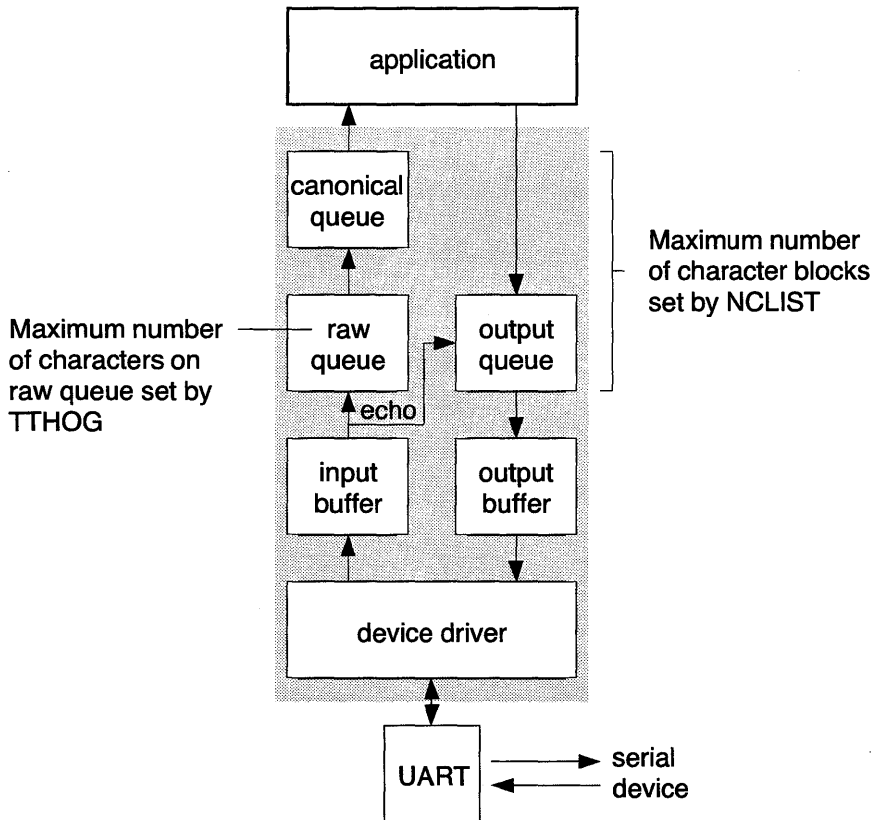 application
canonical
queue
Maximum number
of character blocks
set by NCLIST
Maximum number
of characters on
raw queue set by
TTHOG
raw
queue
output
queue
echo
input
buffer
output
buffer
device driver
UART
serial
device